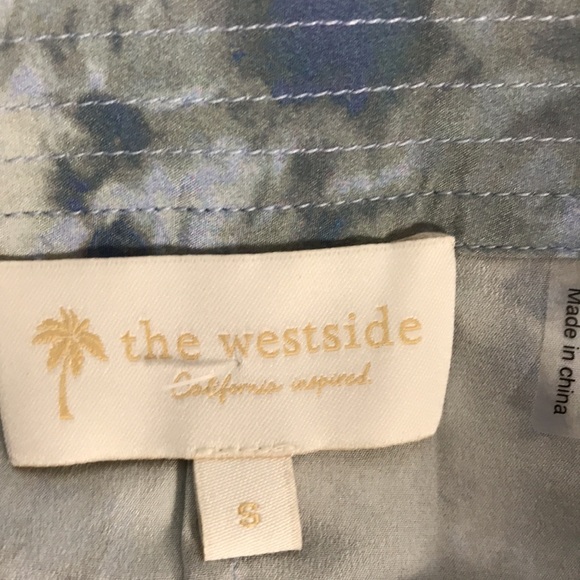 the westside
California inspired.
S
Made in china